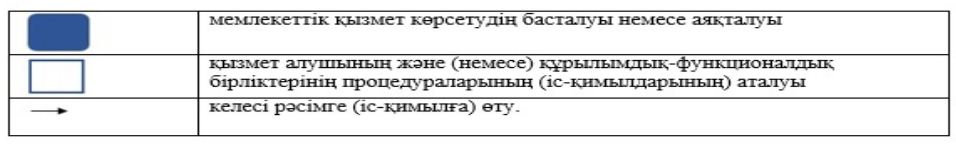 мемлекеттік қызмет көрсетудің басталуы немесе аяқталуы
қызмет алушының және (немесе) құрылымдық-функционалдық
бірліктерінің процедураларының (іс-қимылдарының) аталуы
келесі рәсімге (іс-қимылға) өту.